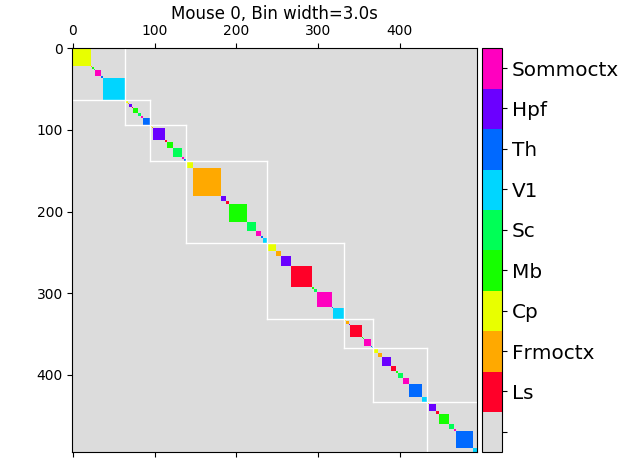 Mouse 0, Bin width=3.0s
0 100 200 300 400
0
100
200
300
400
Sommoctx
Hpf
Th
V1
Sc
Mb
Cp
Frmoctx
Ls